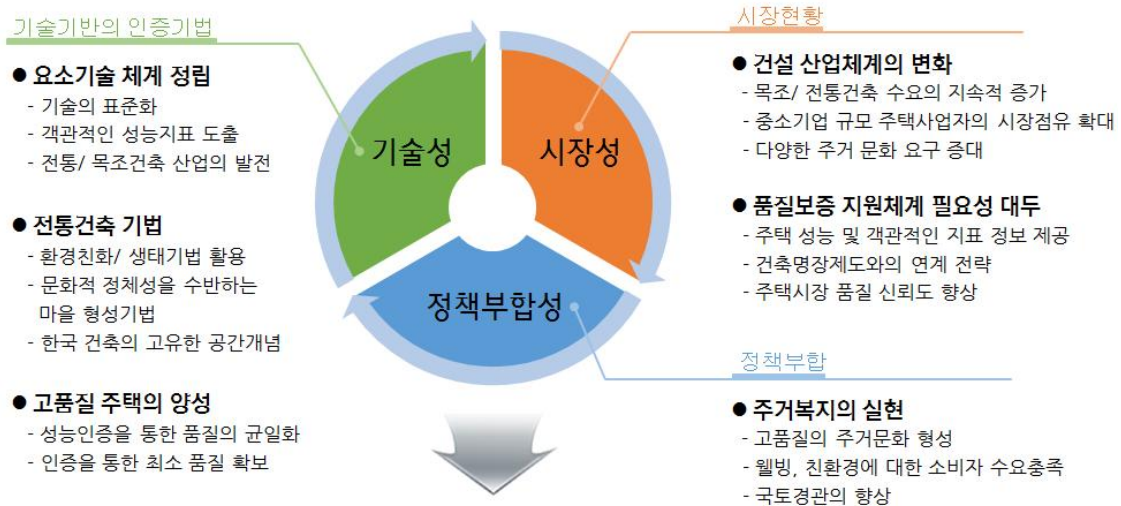 기술기반의 인증기법
● 요소기술 체계 정립
- 기술의 표준화
- 객관적인 성능지표 도출
- 전통/ 목조건축 산업의 발전
● 전통건축 기법
- 환경친화/ 생태기법 활용
- 문화적 정체성을 수반하는
마을 형성기법
- 한국 건축의 고유한 공간개념
● 고품질 주택의 양성
- 성능인증을 통한 품질의 균일화
- 인증을 통한 최소 품질 확보
기술성
시장성
정책부합성
시장현황
● 건설 산업체계의 변화
- 목조/ 전통건축 수요의 지속적 증가
- 중소기업 규모 주택사업자의 시장점유 확대
- 다양한 주거 문화 요구 증대
● 품질보증 지원체계 필요성 대두
- 주택 성능 및 객관적인 지표 정보 제공
- 건축명장제도와의 연계 전략
- 주택시장 품질 신뢰도 향상
정책부합
● 주거복지의 실현
- 고품질의 주거문화 형성
- 웰빙, 친환경에 대한 소비자 수요충족
- 국토경관의 향상